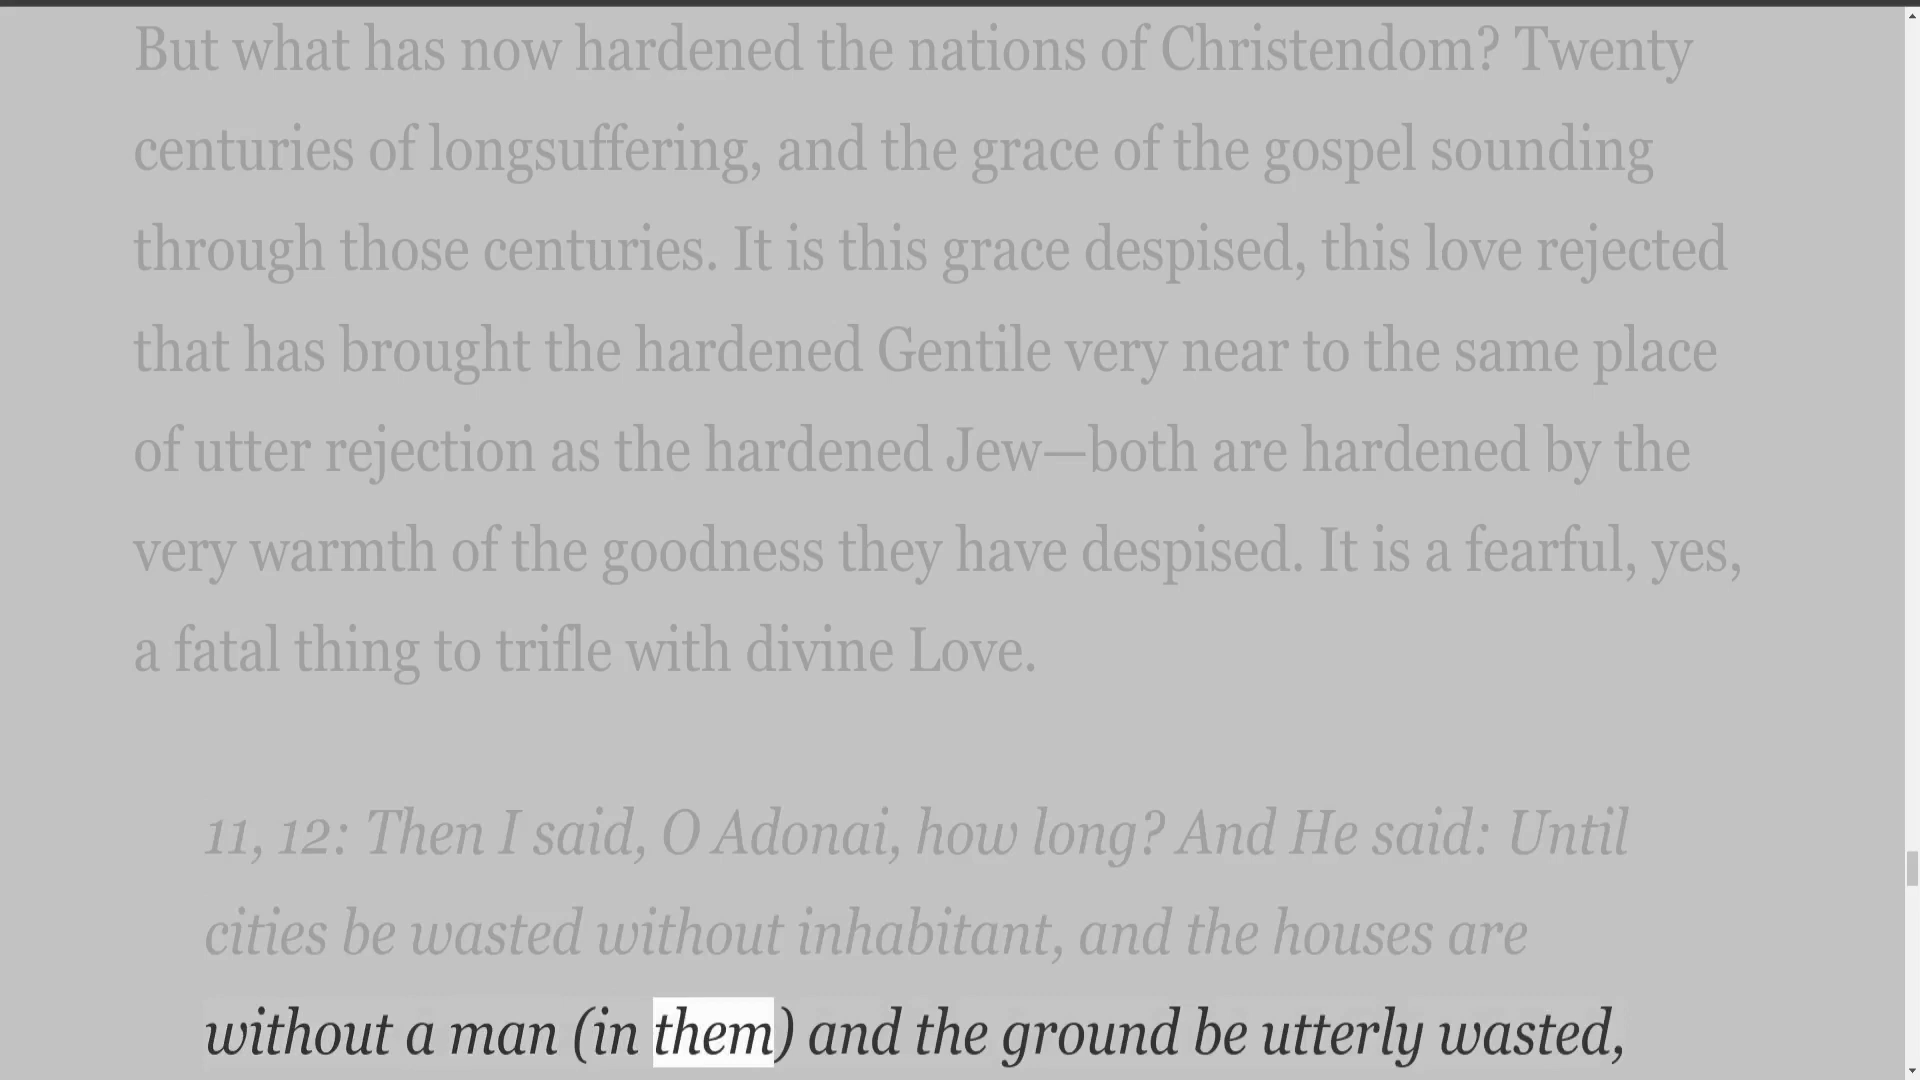 But what has now hardened the nations of Christendom? Twenty
centuries of longsuffering, and the grace of the gospel sounding
through those centuries. It is this grace despised, this love rejected
that has brought the hardened Gentile very near to the same place
of utter rejection as the hardened Jew—both are hardened by the
very warmth of the goodness they have despised. It is a fearful, yes,
a fatal thing to trifle with divine Love.
11, 12: Then I said, O Adonai, how long? And He said: Until
cities be wasted without inhabitant, and the houses are
without a man (in them) and the ground be utterly wasted,